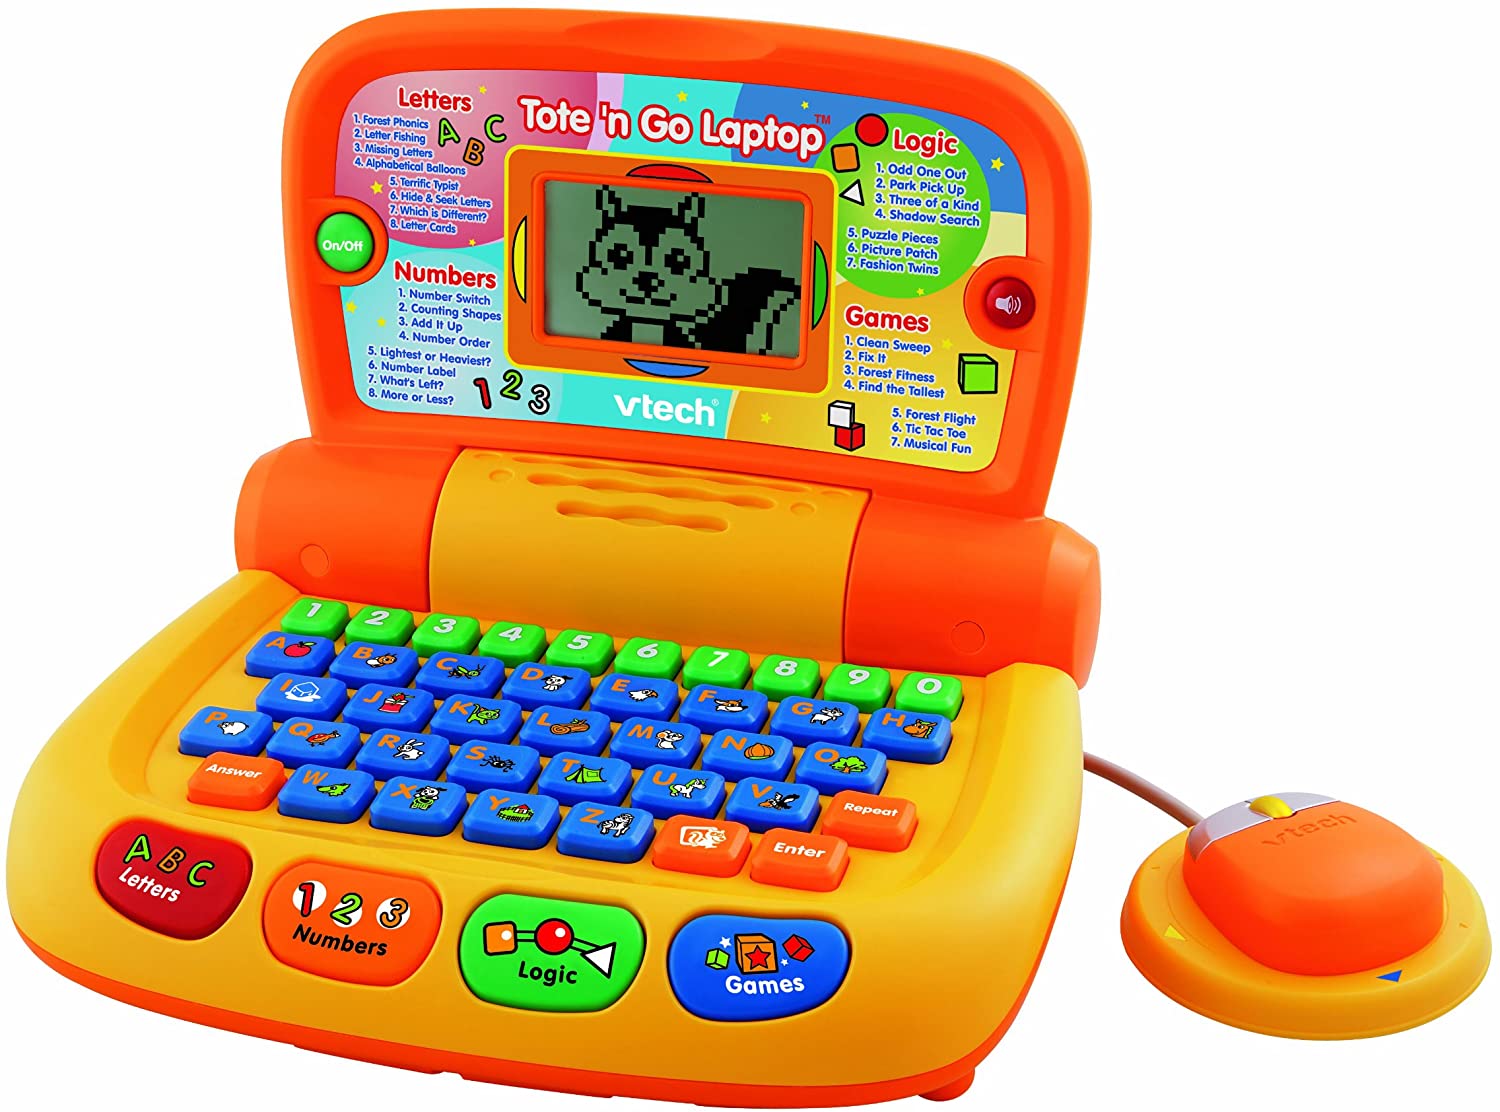 Tote 'n Go Laptop™
Letters
1. Forest Phonics
2. Letter Fishing
3. Missing Letters
4. Alphabetical Balloons
5. Terrific Typist
6. Hide & Seek Letters
7. Which is Different?
8. Letter Cards
A B C
On/Off
Numbers
1. Number Switch
2. Counting Shapes
3. Add It Up
4. Number Order
5. Lightest or Heaviest?
6. Number Label
7. What's Left?
8. More or Less?
1 2 3
vtech®
Logic
1. Odd One Out
2. Park Pick Up
3. Three of a Kind
4. Shadow Search
5. Puzzle Pieces
6. Picture Patch
7. Fashion Twins
Games
1. Clean Sweep
2. Fix It
3. Forest Fitness
4. Find the Tallest
5. Forest Flight
6. Tic Tac Toe
7. Musical Fun
1 2 3 4 5 6 7 8 9 0
A B C D E F G H
I J K L M N O
P Q R S T U V Repeat
Answer W X Y Z Enter
A B C
Letters
1 2 3
Numbers
Logic
Games
vtech